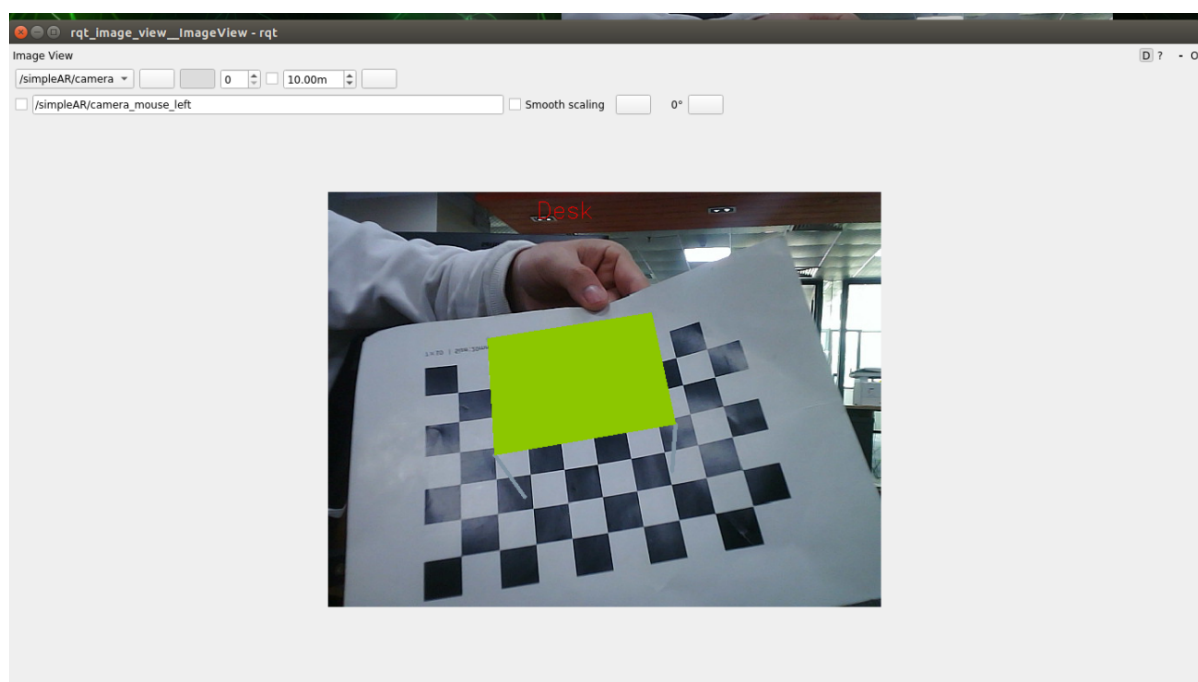 rqt_image_view__ImageView - rqt
Image View
D ? - O
/simpleAR/camera 0 10.00m
/simpleAR/camera_mouse_left Smooth scaling 0°
Desk